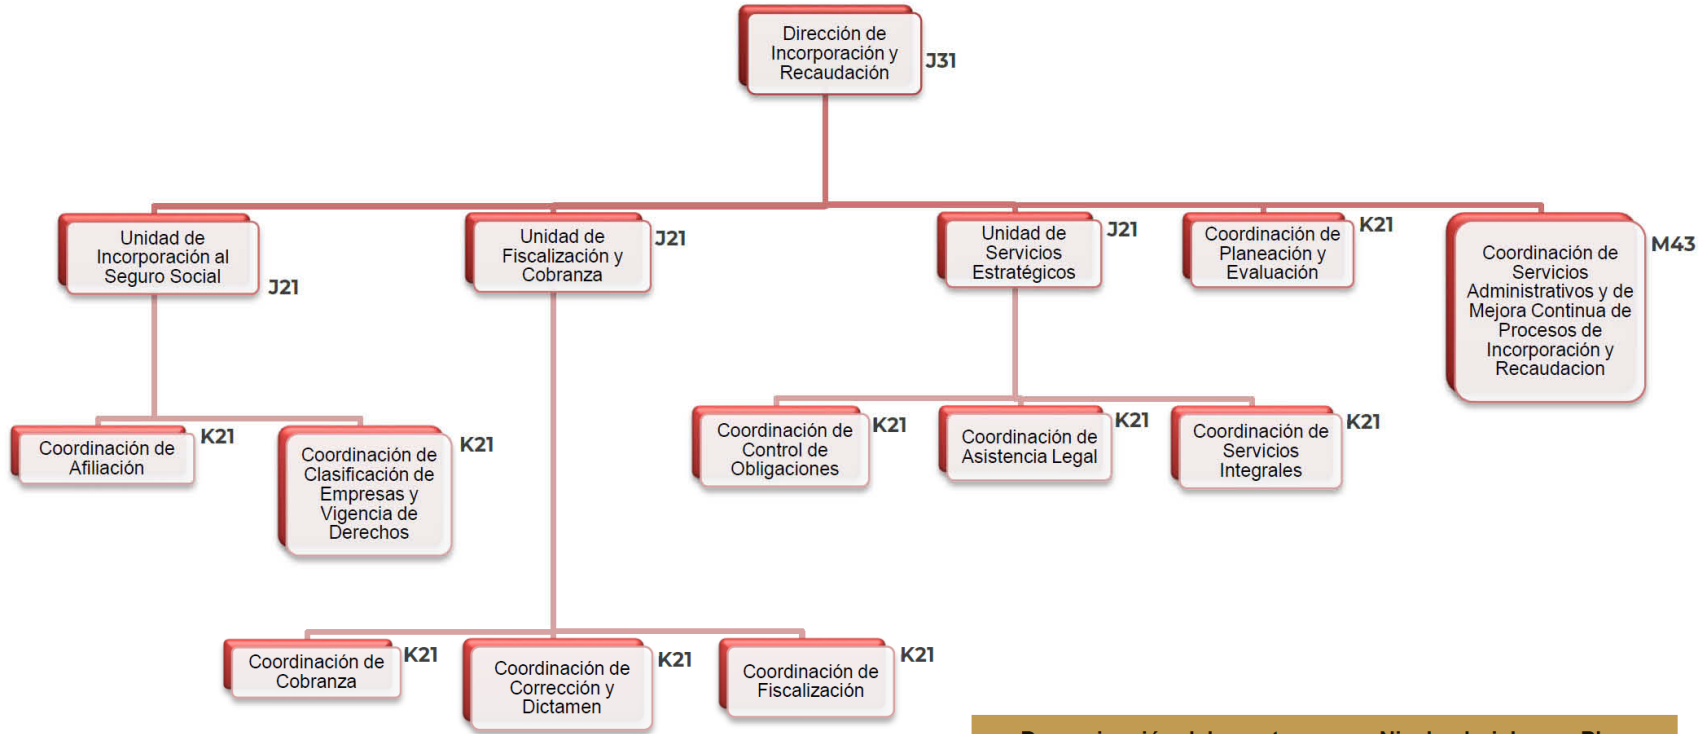 Dirección de
Incorporación y
Recaudación
J31
Unidad de
Incorporación al
Seguro Social
J21
Unidad de
Fiscalización y
Cobranza
J21
Unidad de
Servicios
Estratégicos
J21
Coordinación de
Planeación y
Evaluación
K21
Coordinación de
Servicios
Administrativos y de
Mejora Continua de
Procesos de
Incorporación y
Recaudacion
M43
Coordinación de
Afiliación
K21
Coordinación de
Clasificación de
Empresas y
Vigencia de
Derechos
K21
Coordinación de
Control de
Obligaciones
K21
Coordinación de
Asistencia Legal
K21
Coordinación de
Servicios
Integrales
K21
Coordinación de
Cobranza
K21
Coordinación de
Corrección y
Dictamen
K21
Coordinación de
Fiscalización
K21